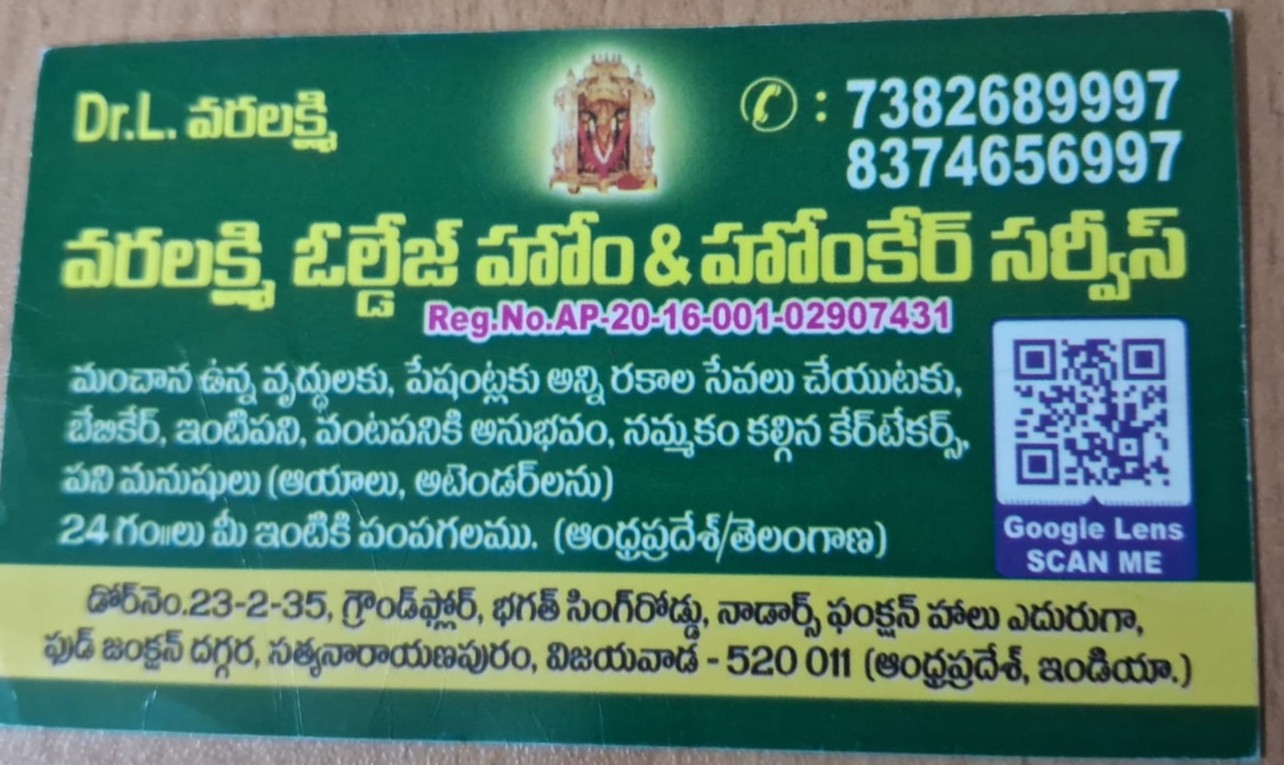 Dr.L. వరలక్ష్మి
✆ : 7382689997
8374656997
వరలక్ష్మి ఓల్డేజ్ హోం & హోంకేర్ సర్వీస్
Reg.No.AP-20-16-001-02907431
మంచాన ఉన్న వృద్ధులకు, పేషంట్లకు అన్ని రకాల సేవలు చేయుటకు,
బేబికేర్, ఇంటిపని, వంటపనికి అనుభవం, నమ్మకం కల్గిన కేర్‌టేకర్స్,
పని మనుషులు (ఆయాలు, అటెండర్‌లను)
24 గం॥లు మీ ఇంటికి పంపగలము. (ఆంధ్రప్రదేశ్/తెలంగాణ)
Google Lens
SCAN ME
డోర్‌నెం.23-2-35, గ్రౌండ్‌ఫ్లోర్, భగత్ సింగ్‌రోడ్డు, నాడార్స్ ఫంక్షన్ హాలు ఎదురుగా,
ఫుడ్ జంక్షన్ దగ్గర, సత్యనారాయణపురం, విజయవాడ - 520 011 (ఆంధ్రప్రదేశ్, ఇండియా.)